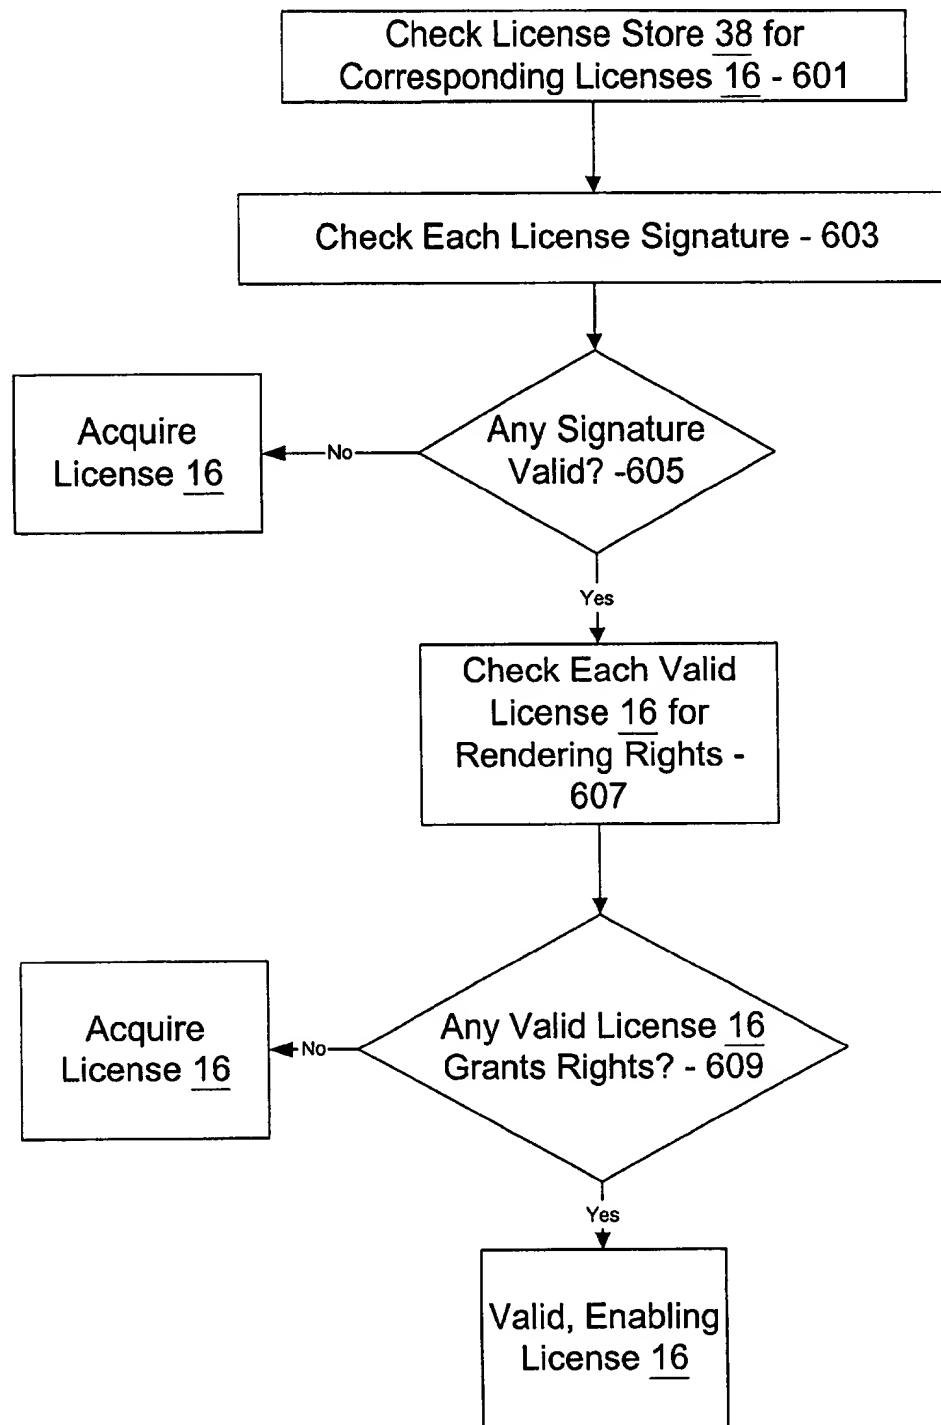 Check License Store 38 for
Corresponding Licenses 16 - 601
Check Each License Signature - 603
Any Signature
Valid? -605
No
Acquire
License 16
Yes
Check Each Valid
License 16 for
Rendering Rights -
607
Any Valid License 16
Grants Rights? - 609
No
Acquire
License 16
Yes
Valid, Enabling
License 16